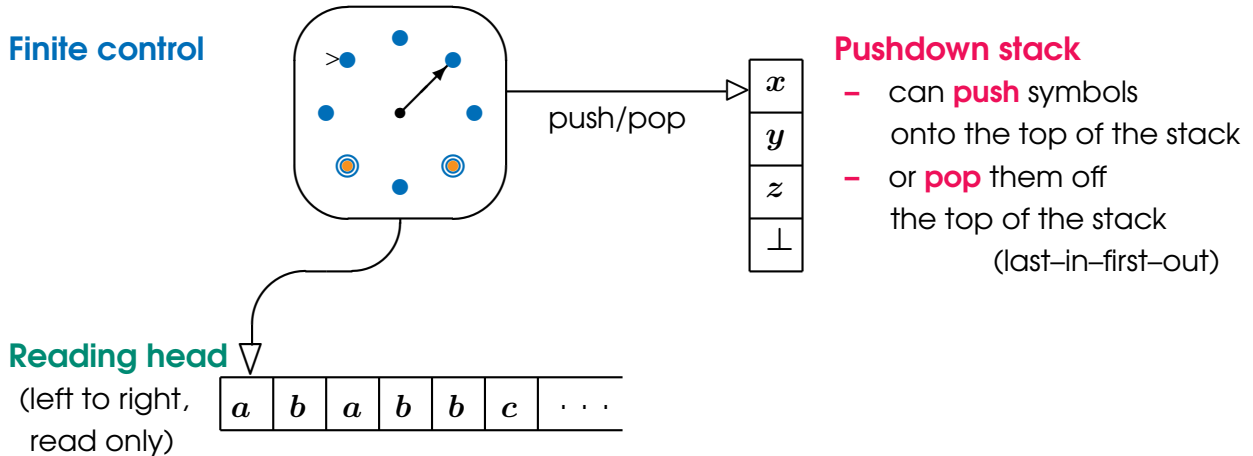 Finite control
>
push/pop
x
y
z
⊥
Pushdown stack
– can push symbols
onto the top of the stack
– or pop them off
the top of the stack
(last–in–first–out)
Reading head
(left to right,
read only)
a b a b b c · · ·